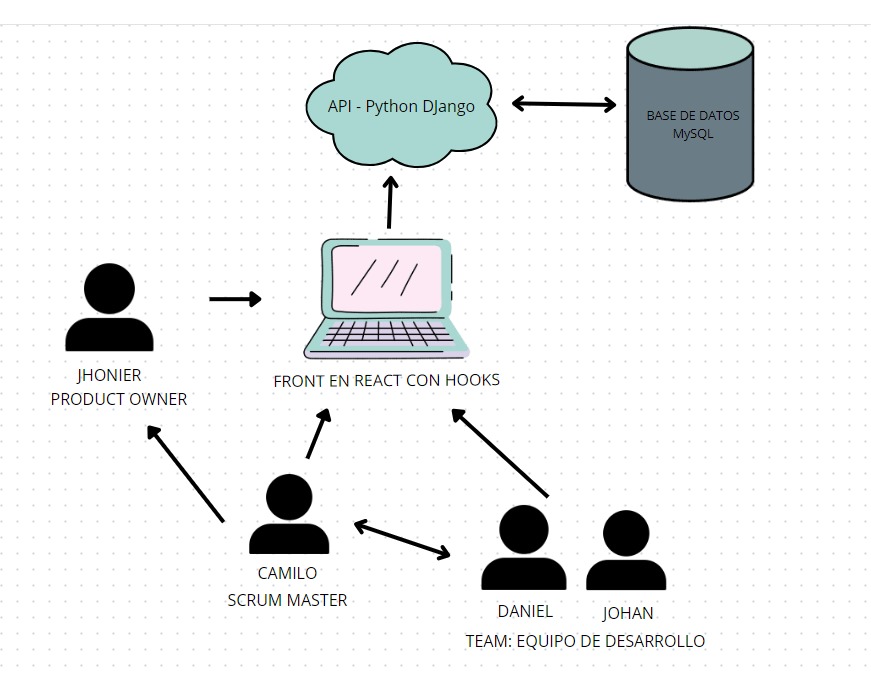 API - Python DJango
BASE DE DATOS
MySQL
JHONIER
PRODUCT OWNER
FRONT EN REACT CON HOOKS
CAMILO
SCRUM MASTER
DANIEL
JOHAN
TEAM: EQUIPO DE DESARROLLO